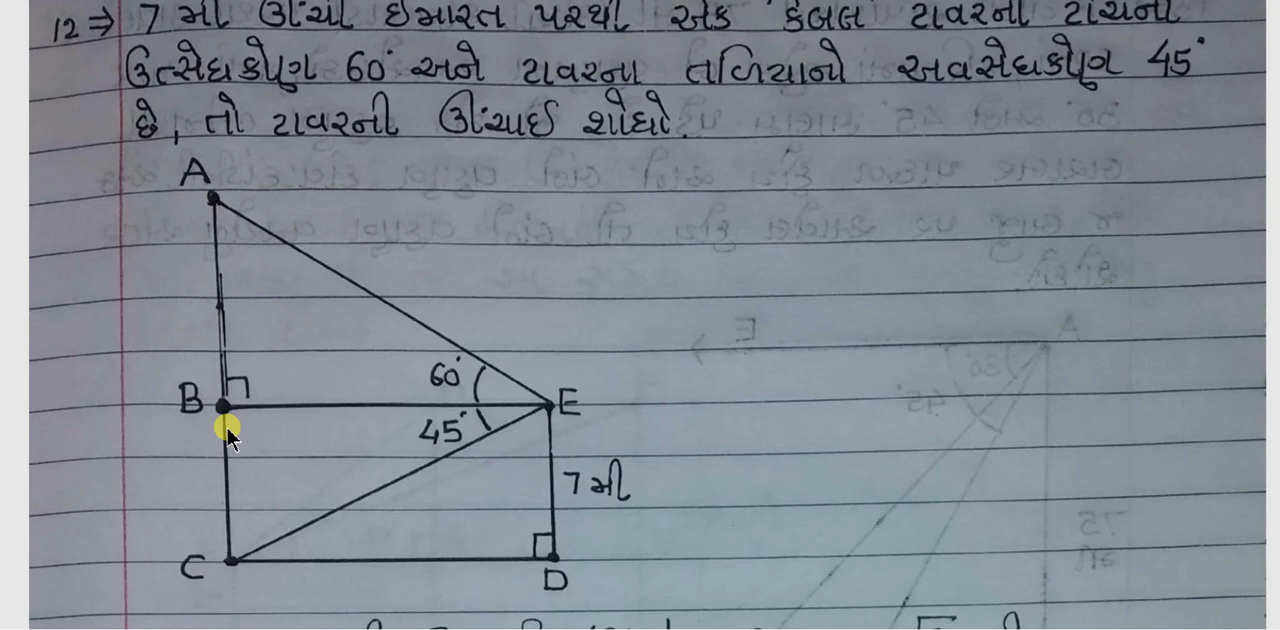 12⇒ 7 મી ઊંચી ઇમારત પરથી એક કેબલ ટાવરની ટોચનો
ઉત્સેધકોણ 60° અને ટાવરના તળિયાનો અવસેધકોણ 45°
છે, તો ટાવરની ઊંચાઈ શોધો.
A
60°
B
E
45°
7 મી
C
D